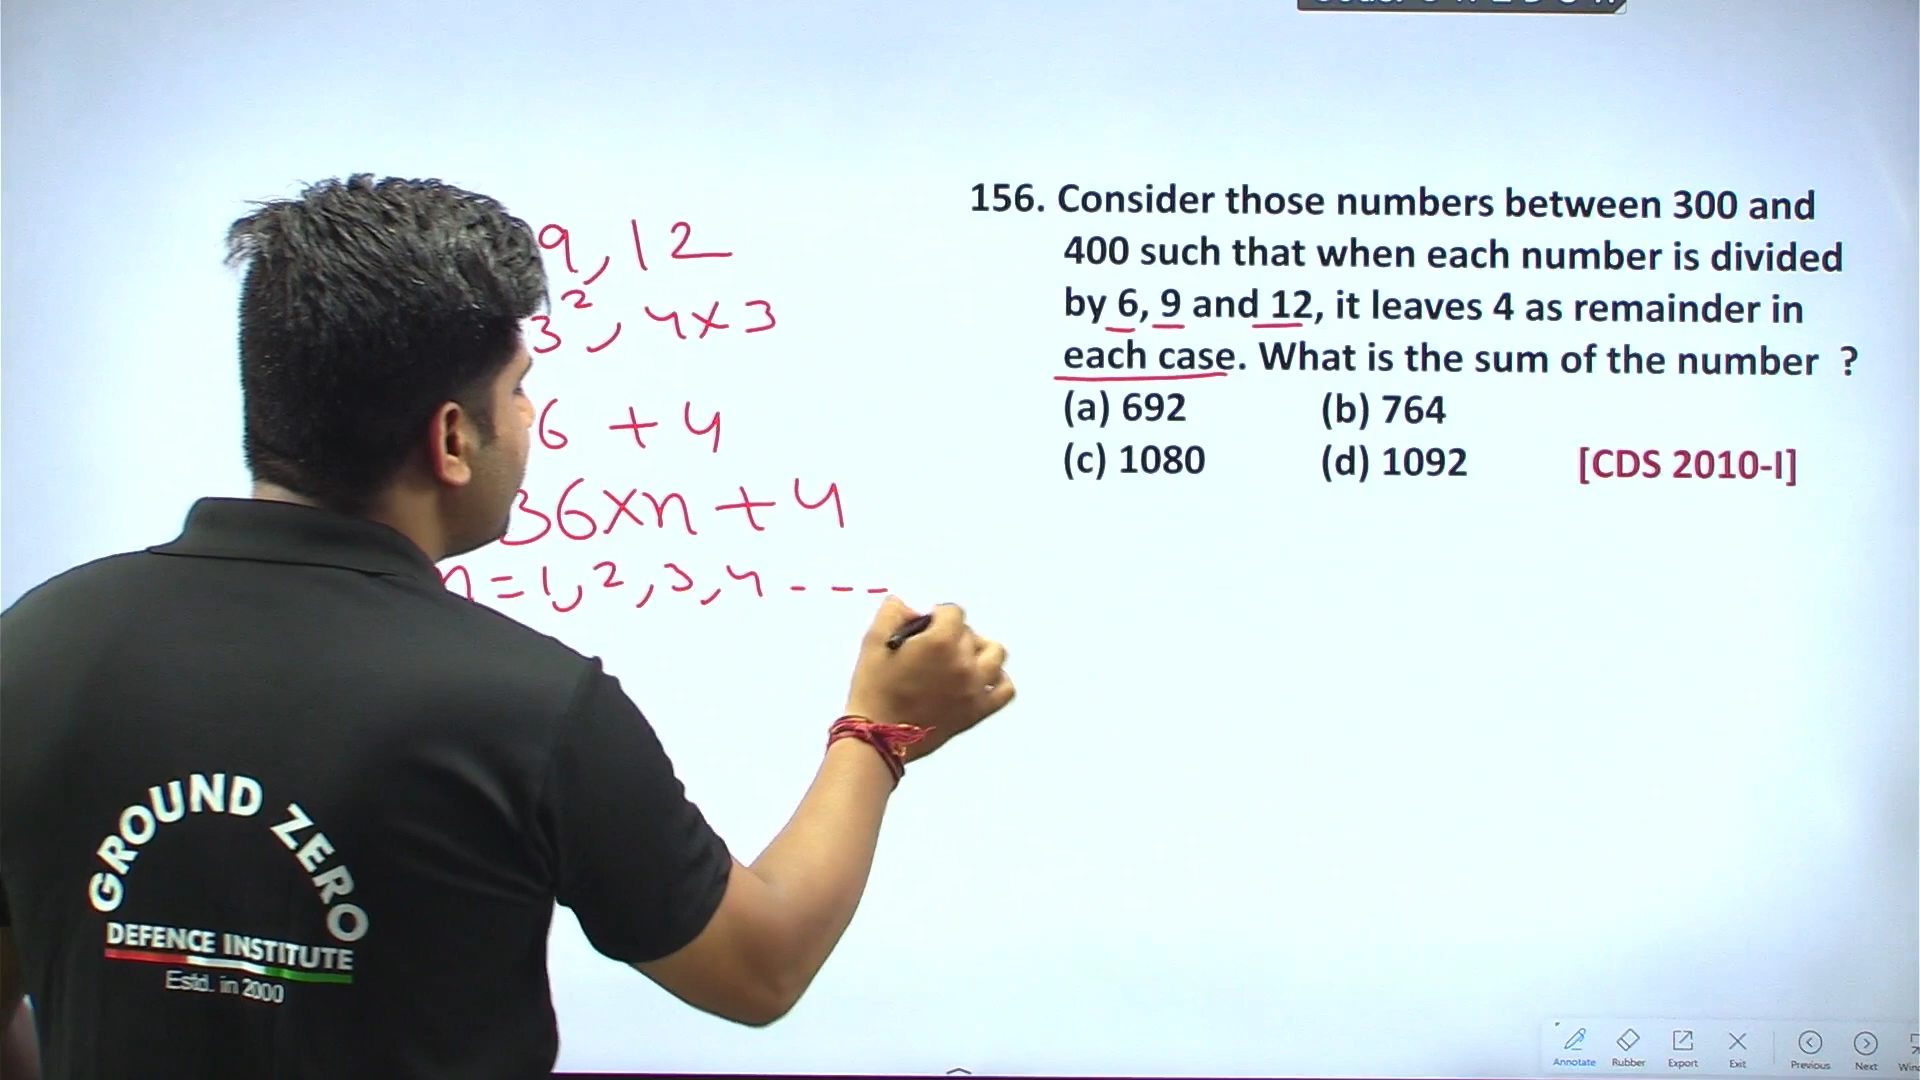 156. Consider those numbers between 300 and
400 such that when each number is divided
by 6, 9 and 12, it leaves 4 as remainder in
each case. What is the sum of the number ?
(a) 692 (b) 764
(c) 1080 (d) 1092 [CDS 2010-I]
9, 12
3², 4×3
6 + 4
36×n + 4
n = 1, 2, 3, 4 - - - -
GROUND ZERO
DEFENCE INSTITUTE
Estd. in 2000
Annotate Rubber Export Exit Previous Next